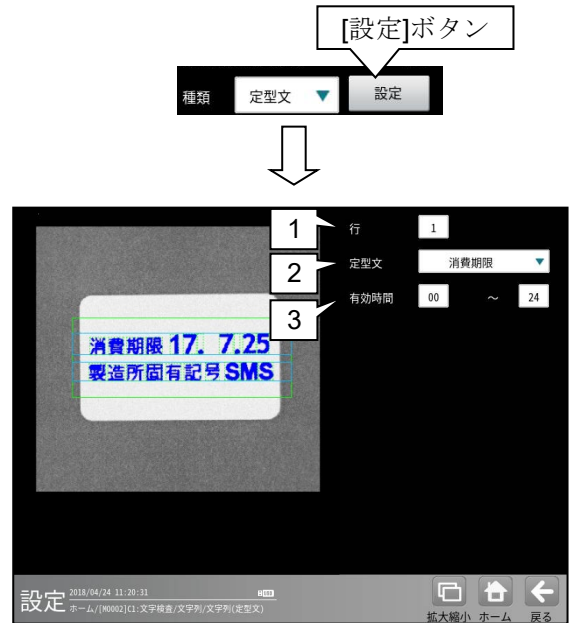 [設定]ボタン
種類 定型文 ▼ 設定
1 行 1
2 定型文 消費期限 ▼
3 有効時間 00 ～ 24
消費期限 17. 7.25
製造所固有記号 SMS
設定 2018/04/24 11:20:31
ホーム/[M0002]C1:文字検査/文字列/文字列(定型文)
拡大縮小 ホーム 戻る